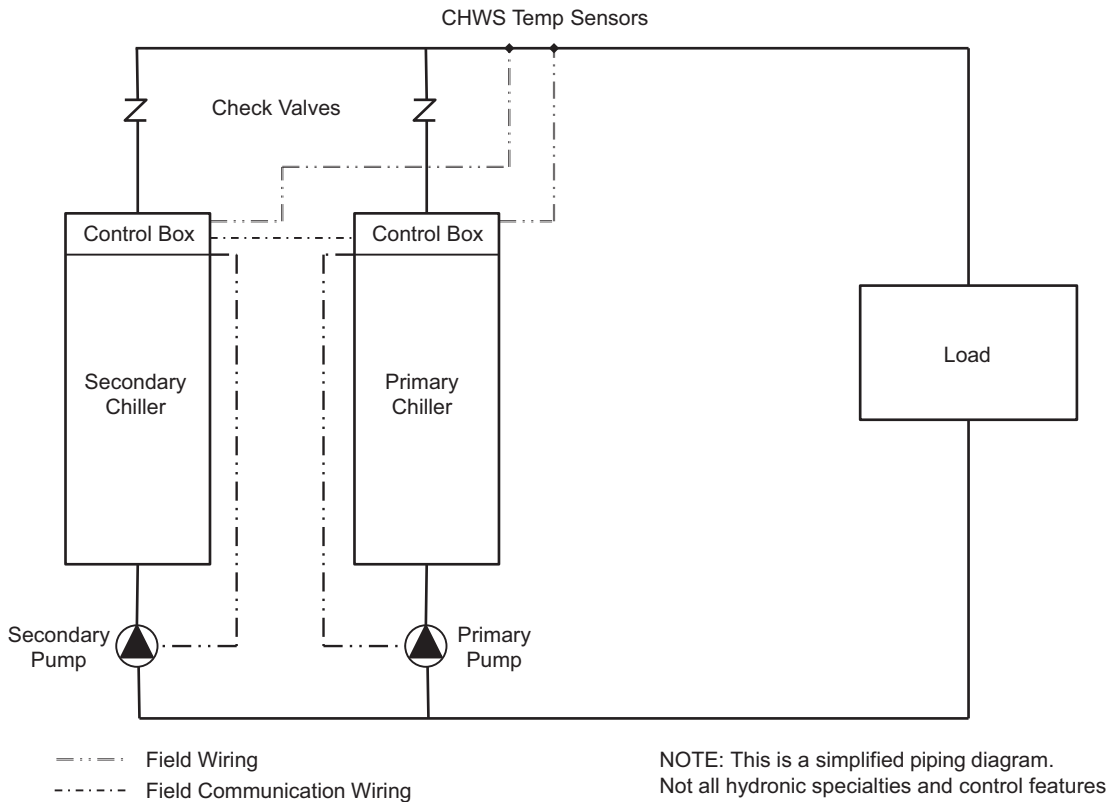 CHWS Temp Sensors
Check Valves
Control Box
Control Box
Secondary
Chiller
Primary
Chiller
Load
Secondary
Pump
Primary
Pump
Field Wiring
Field Communication Wiring
NOTE: This is a simplified piping diagram.
Not all hydronic specialties and control features